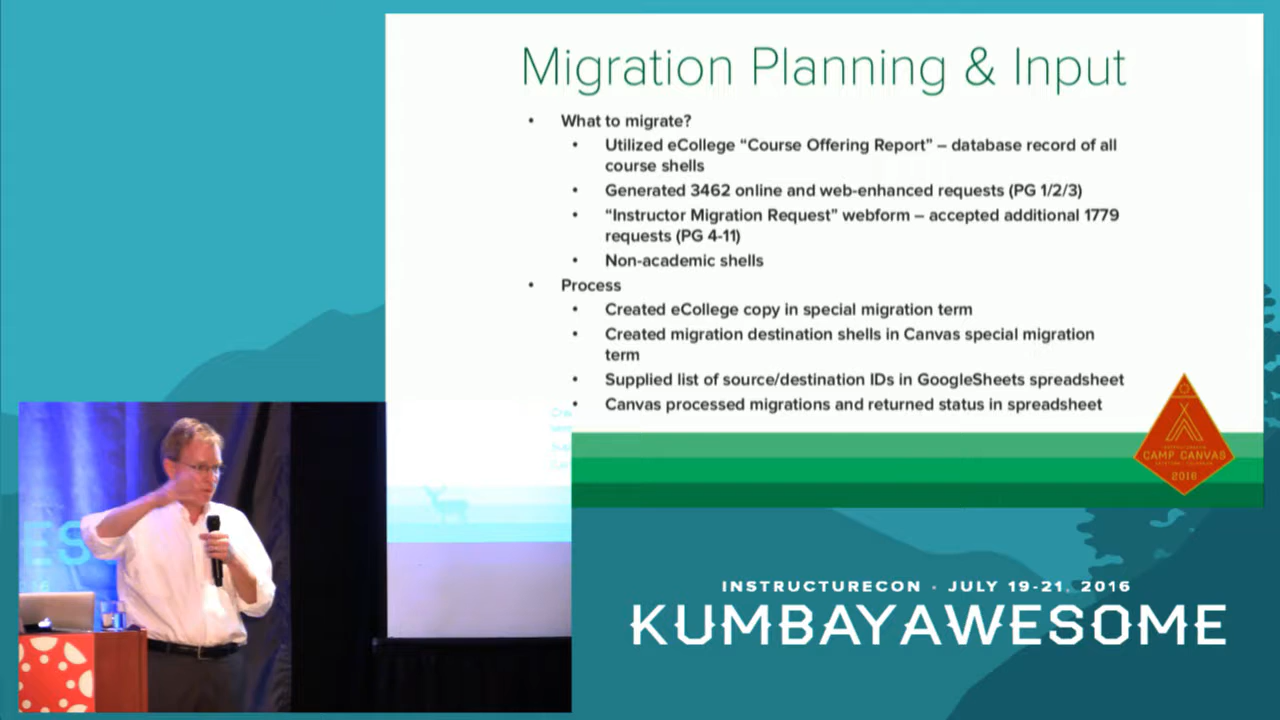 Migration Planning & Input
• What to migrate?
• Utilized eCollege “Course Offering Report” – database record of all
course shells
• Generated 3462 online and web-enhanced requests (PG 1/2/3)
• “Instructor Migration Request” webform – accepted additional 1779
requests (PG 4-11)
• Non-academic shells
• Process
• Created eCollege copy in special migration term
• Created migration destination shells in Canvas special migration
term
• Supplied list of source/destination IDs in GoogleSheets spreadsheet
• Canvas processed migrations and returned status in spreadsheet
CAMP CANVAS
2016
ES
INSTRUCTURECON • JULY 19-21, 2016
KUMBAYAWESOME